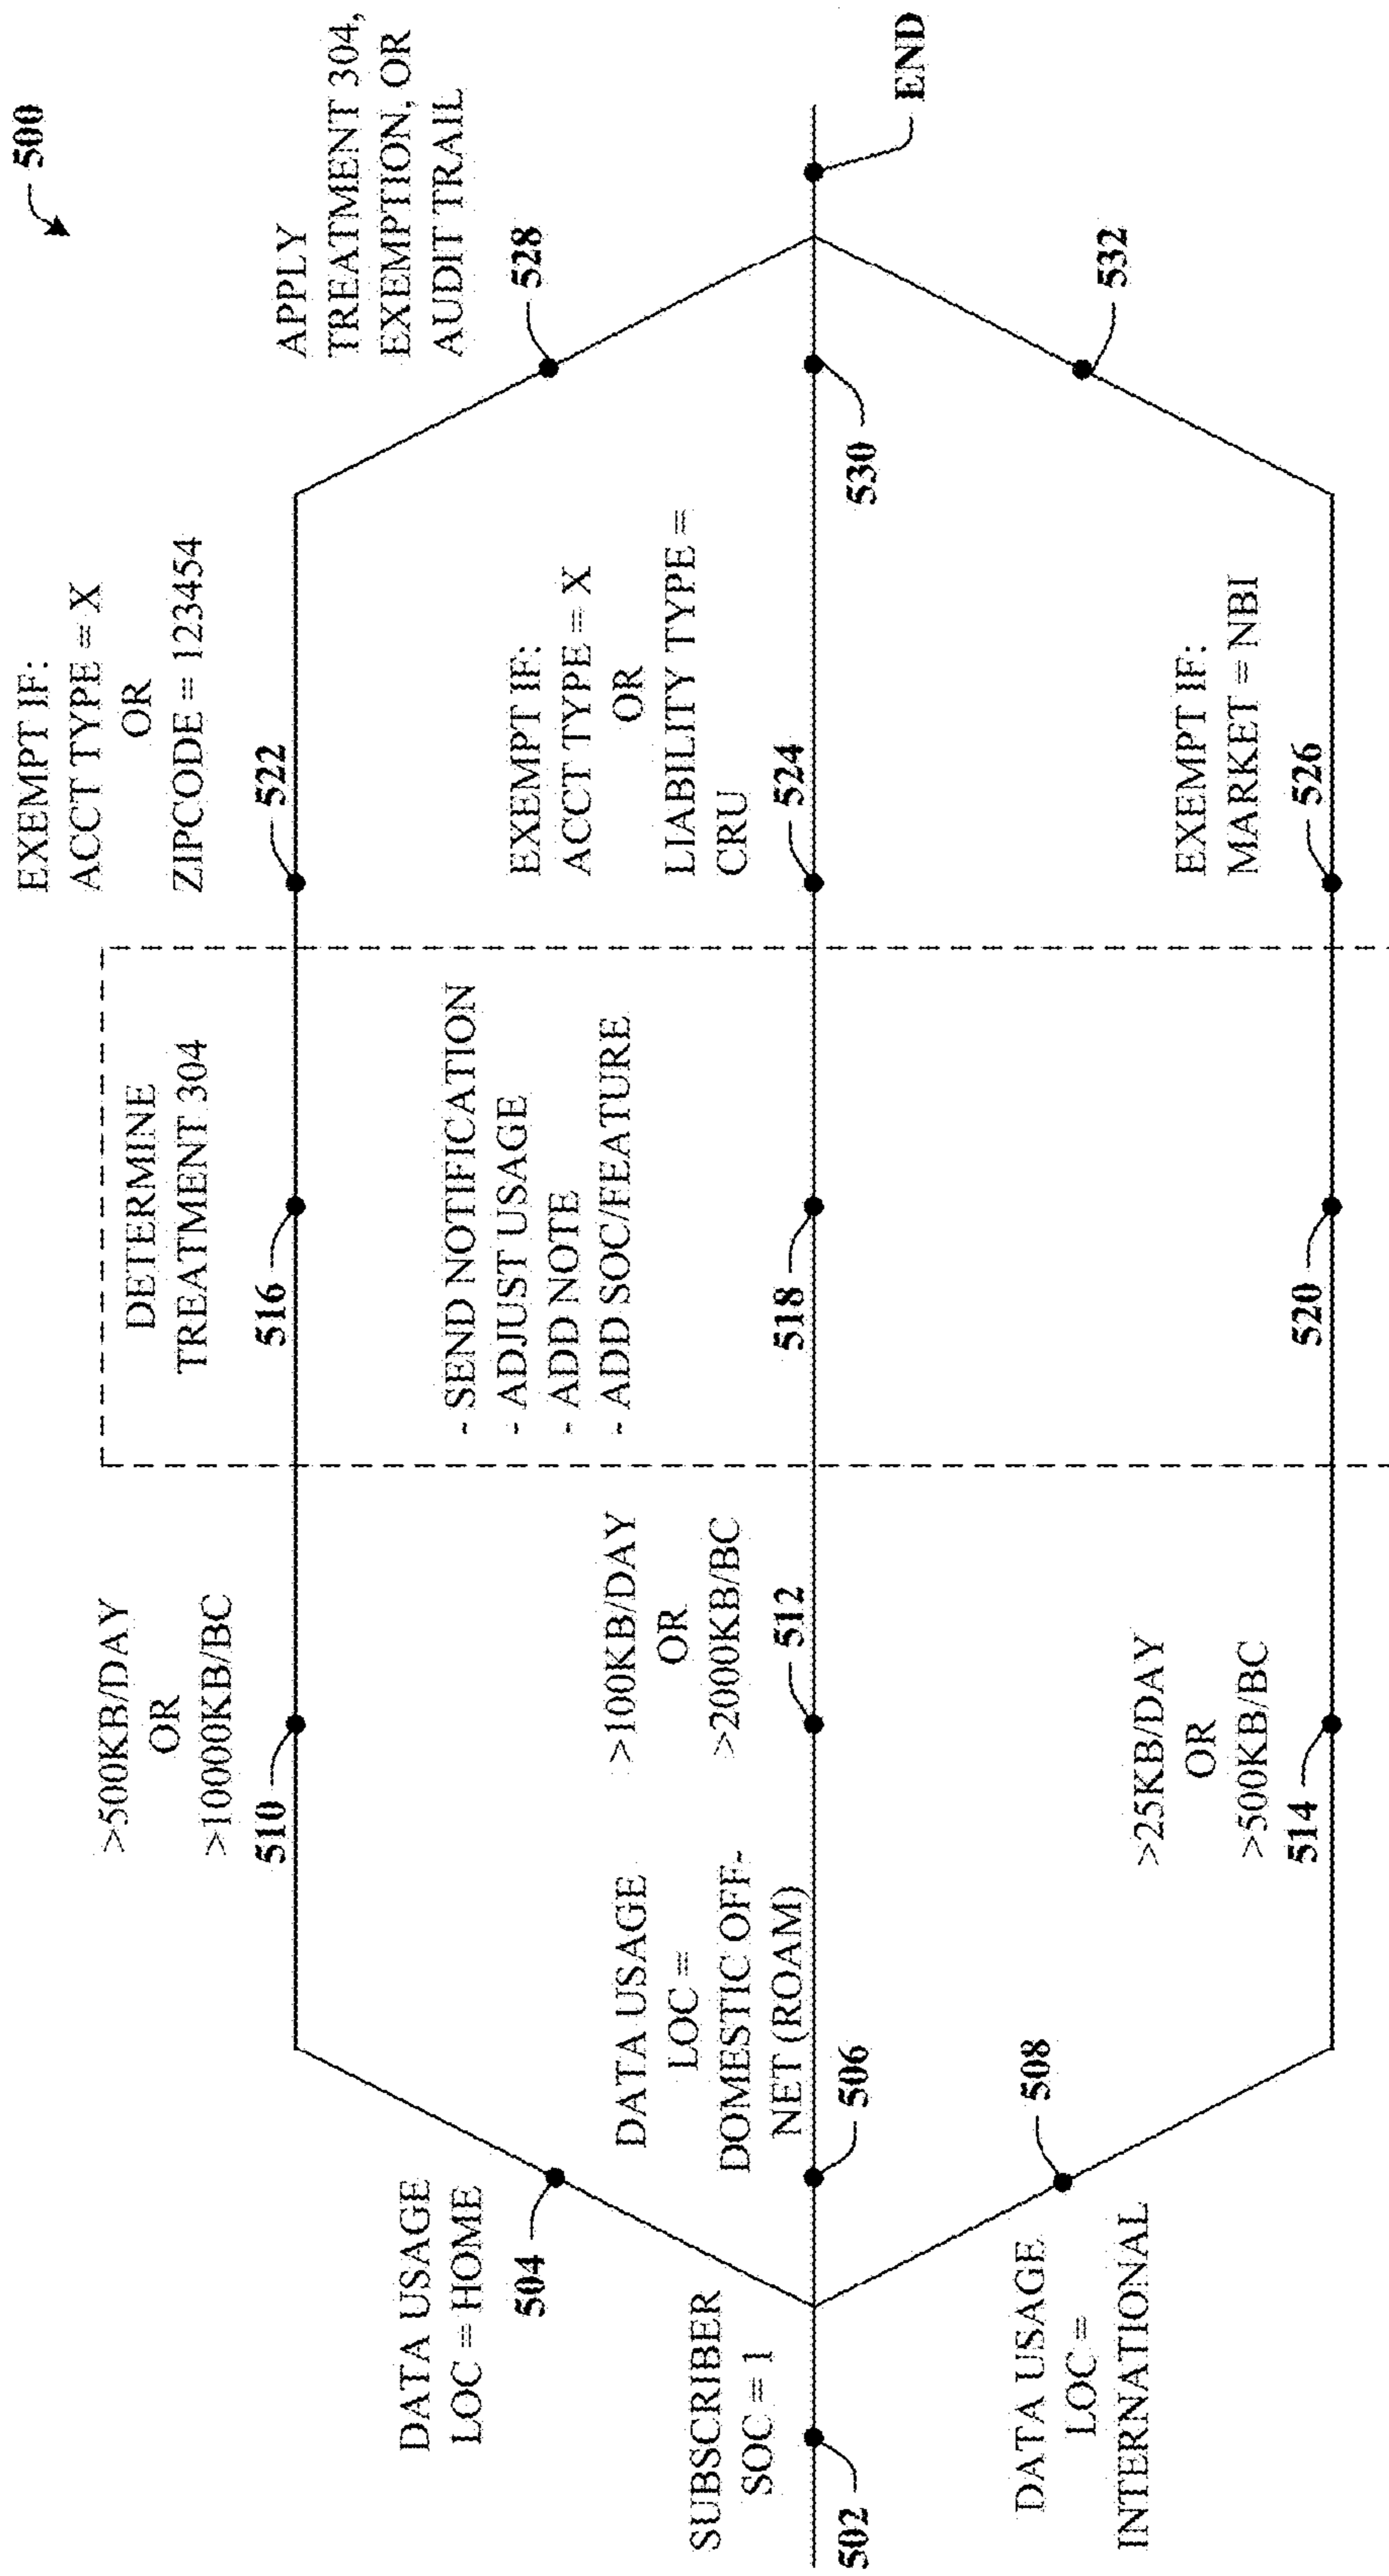 500
SUBSCRIBER
SOC = 1
502
DATA USAGE
LOC = HOME
504
DATA USAGE
LOC =
DOMESTIC OFF-
NET (ROAM)
506
DATA USAGE
LOC =
INTERNATIONAL
508
>500KB/DAY
OR
>10000KB/BC
510
>100KB/DAY
OR
>2000KB/BC
512
>25KB/DAY
OR
>500KB/BC
514
DETERMINE
TREATMENT 304
516
- SEND NOTIFICATION
- ADJUST USAGE
- ADD NOTE
- ADD SOC/FEATURE
518
520
EXEMPT IF:
ACCT TYPE = X
OR
ZIPCODE = 123454
522
EXEMPT IF:
ACCT TYPE = X
OR
LIABILITY TYPE =
CRU
524
EXEMPT IF:
MARKET = NBI
526
APPLY
TREATMENT 304,
EXEMPTION, OR
AUDIT TRAIL
528
530
532
END